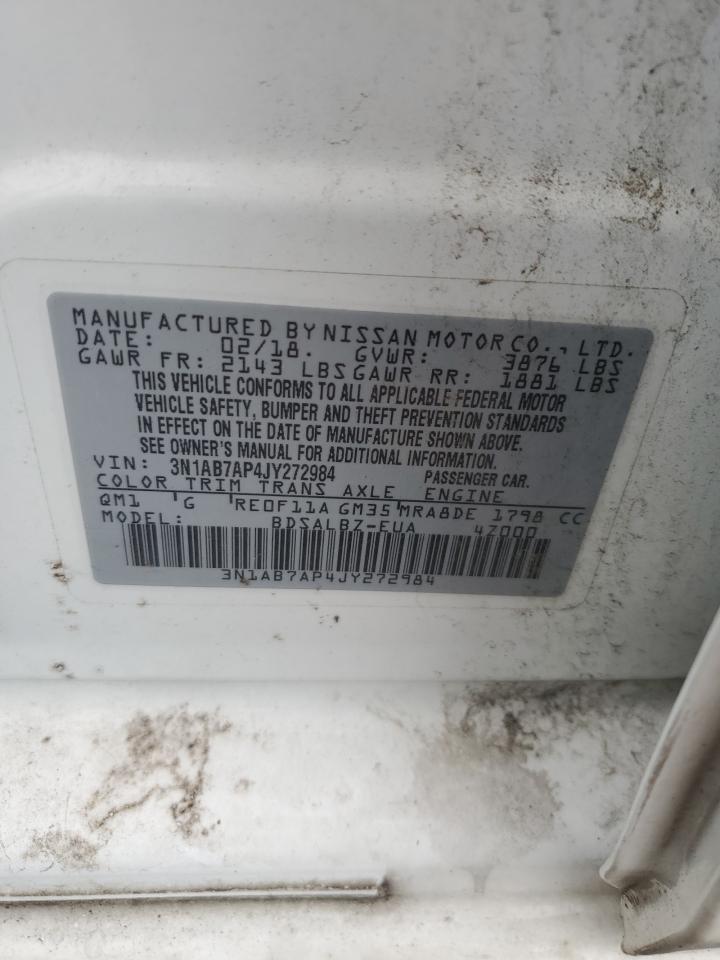 MANUFACTURED BY NISSAN MOTOR CO., LTD.
DATE: 02/18. GVWR: 3876 LBS
GAWR FR: 2143 LBS GAWR RR: 1881 LBS
THIS VEHICLE CONFORMS TO ALL APPLICABLE FEDERAL MOTOR
VEHICLE SAFETY, BUMPER AND THEFT PREVENTION STANDARDS
IN EFFECT ON THE DATE OF MANUFACTURE SHOWN ABOVE.
SEE OWNER'S MANUAL FOR ADDITIONAL INFORMATION.
VIN: 3N1AB7AP4JY272984 PASSENGER CAR.
COLOR TRIM TRANS AXLE ENGINE
QM1 G RE0F11A GM35 MRA8DE 1798 CC
MODEL: BDSALBZ-EUA 4Z000
3N1AB7AP4JY272984